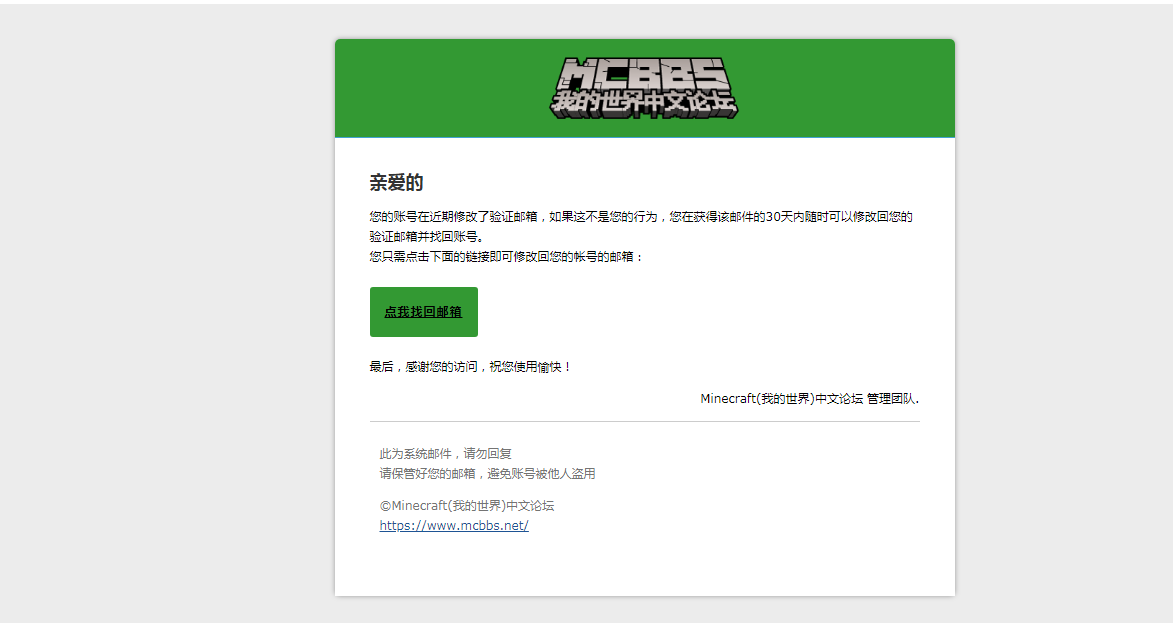 MCBBS
我的世界中文论坛
亲爱的
您的账号在近期修改了验证邮箱，如果这不是您的行为，您在获得该邮件的30天内随时可以修改回您的
验证邮箱并找回账号。
您只需点击下面的链接即可修改回您的帐号的邮箱：
点我找回邮箱
最后，感谢您的访问，祝您使用愉快！
Minecraft(我的世界)中文论坛 管理团队.
此为系统邮件，请勿回复
请保管好您的邮箱，避免账号被他人盗用
©Minecraft(我的世界)中文论坛
https://www.mcbbs.net/